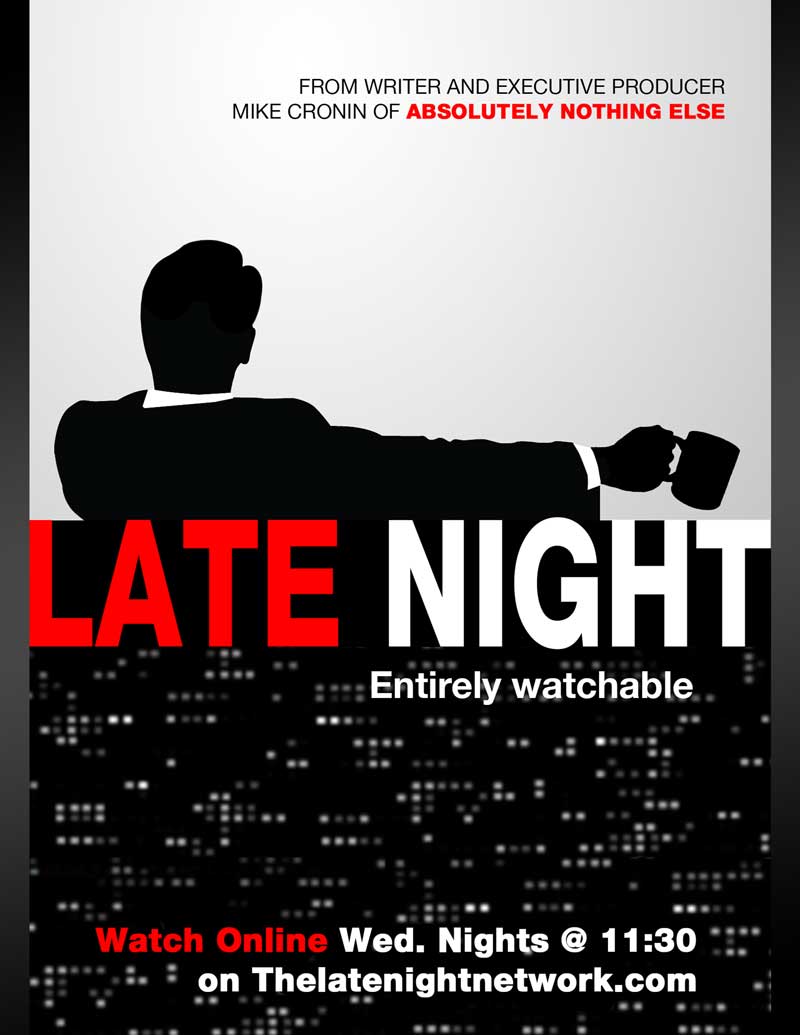 FROM WRITER AND EXECUTIVE PRODUCER
MIKE CRONIN OF ABSOLUTELY NOTHING ELSE
LATE NIGHT
Entirely watchable
Watch Online Wed. Nights @ 11:30
on Thelatenightnetwork.com